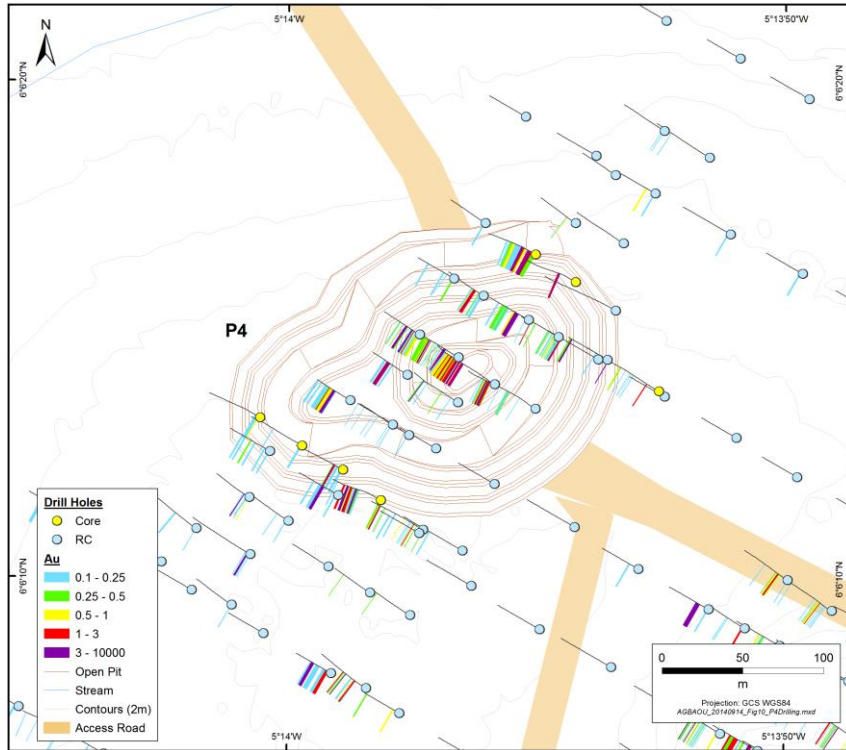 5°14'W
5°13'50"W
N
6°6'20"N
6°6'20"N
P4
Drill Holes
Core
RC
Au
0.1 - 0.25
0.25 - 0.5
0.5 - 1
1 - 3
3 - 10000
Open Pit
Stream
Contours (2m)
Access Road
6°6'10"N
6°6'10"N
0 50 100
m
Projection: GCS WGS84
AGBAOU_20140914_Fig10_P4Drilling.mxd
5°14'W
5°13'50"W